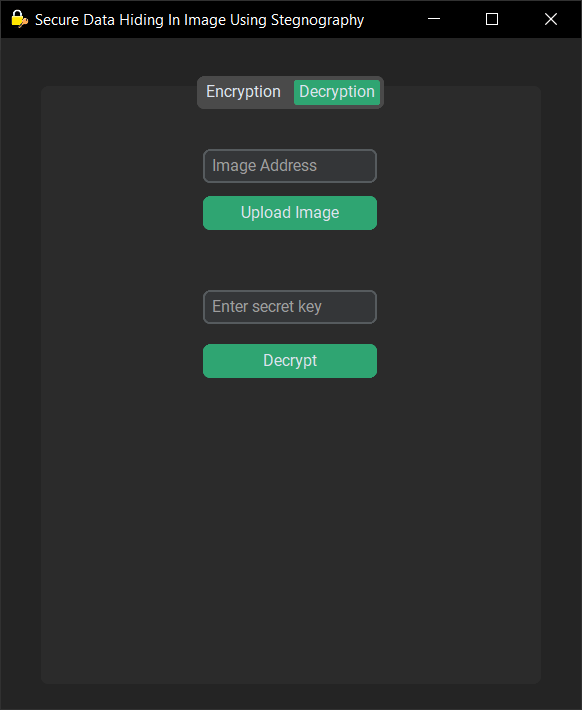 Secure Data Hiding In Image Using Stegnography
Encryption Decryption
Image Address
Upload Image
Enter secret key
Decrypt